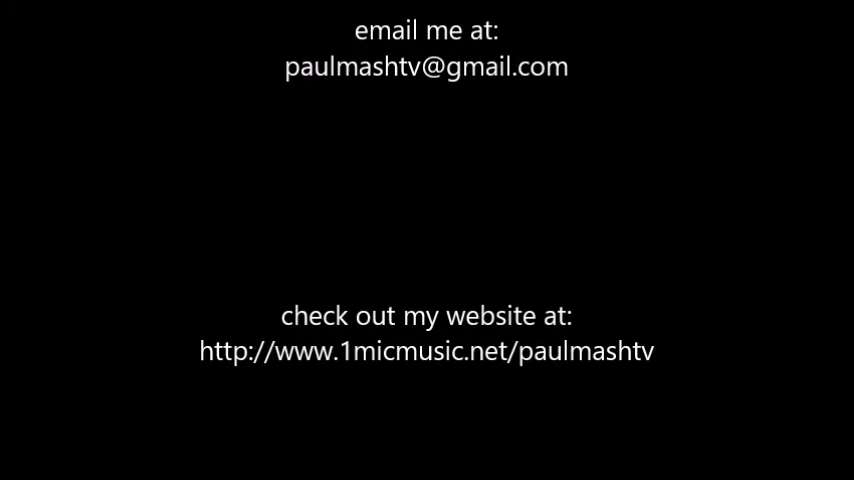 email me at:
paulmashtv@gmail.com
check out my website at:
http://www.1micmusic.net/paulmashtv